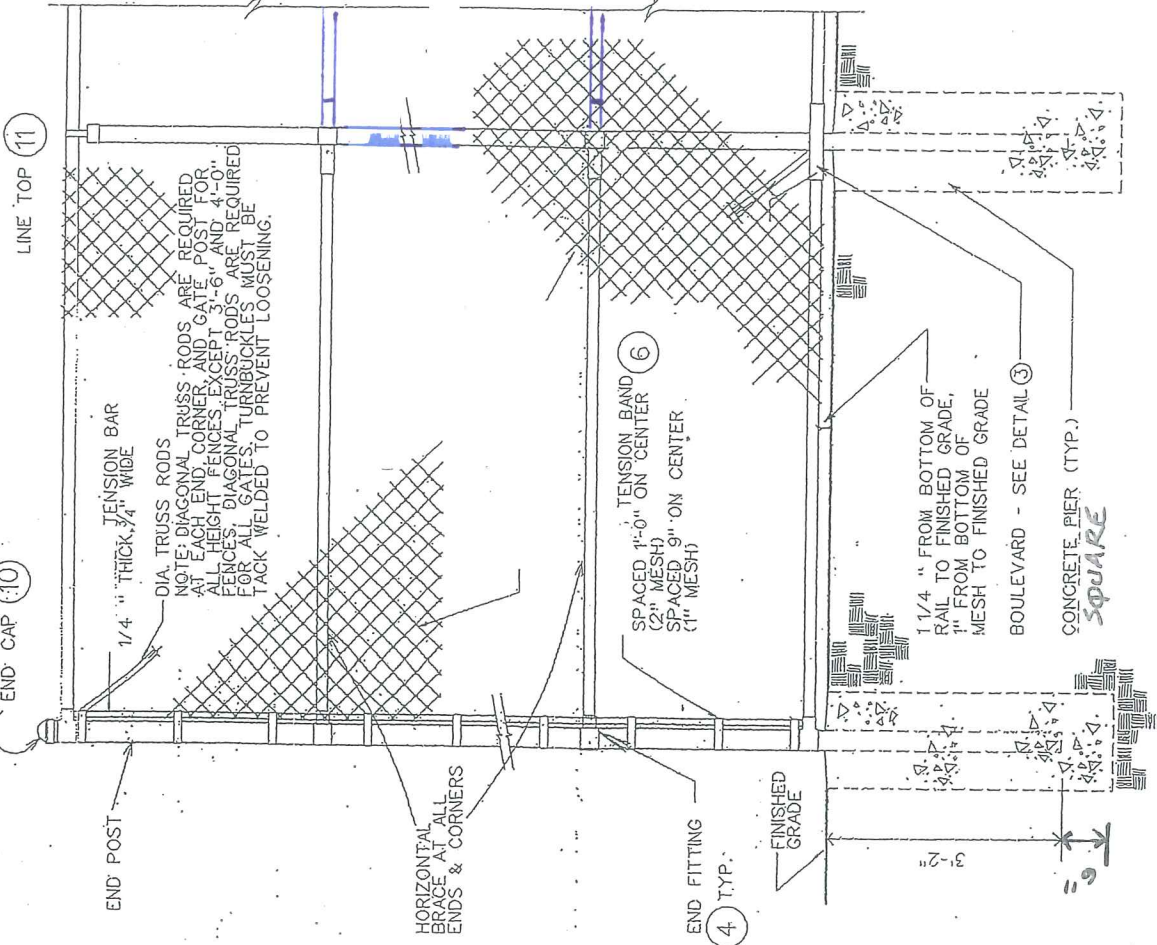 END CAP (10)
LINE TOP (11)
END POST
1/4 " THICK,3/4" WIDE
TENSION BAR
DIA. TRUSS RODS
NOTE: DIAGONAL TRUSS RODS ARE REQUIRED
AT EACH END, CORNER, AND GATE POST FOR
ALL HEIGHT FENCES EXCEPT 3'-6" AND 4'-0"
FENCES. DIAGONAL TRUSS RODS ARE REQUIRED
FOR ALL GATES. TURNBUCKLES MUST BE
TACK WELDED TO PREVENT LOOSENING.
HORIZONTAL
BRACE AT ALL
ENDS & CORNERS
TENSION BAND (6)
SPACED 1'-0" ON CENTER
(2" MESH)
SPACED 9" ON CENTER
(1" MESH)
END FITTING
(4) TYP.
FINISHED
GRADE
1 1/4 " FROM BOTTOM OF
RAIL TO FINISHED GRADE,
1" FROM BOTTOM OF
MESH TO FINISHED GRADE
BOULEVARD - SEE DETAIL (3)
CONCRETE PIER (TYP.)
SQUARE
3'-2"
6"